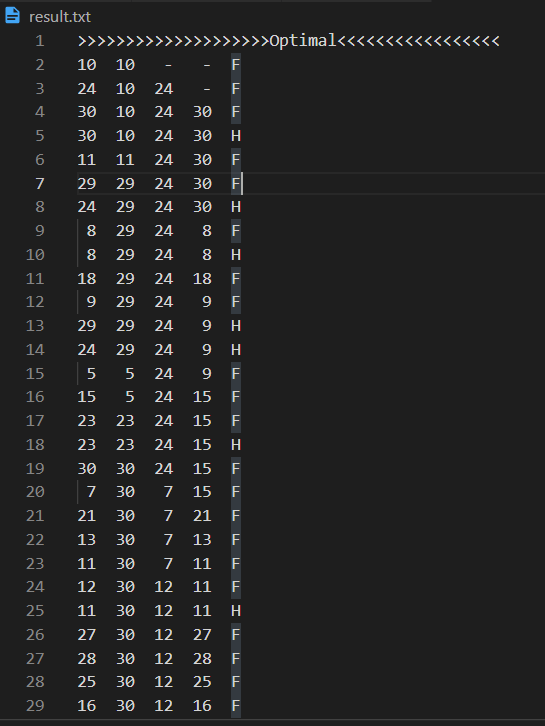 result.txt
1 >>>>>>>>>>>>>>>>>>>>Optimal<<<<<<<<<<<<<<<<<
2 10 10 - - F
3 24 10 24 - F
4 30 10 24 30 F
5 30 10 24 30 H
6 11 11 24 30 F
7 29 29 24 30 F
8 24 29 24 30 H
9 8 29 24 8 F
10 8 29 24 8 H
11 18 29 24 18 F
12 9 29 24 9 F
13 29 29 24 9 H
14 24 29 24 9 H
15 5 5 24 9 F
16 15 5 24 15 F
17 23 23 24 15 F
18 23 23 24 15 H
19 30 30 24 15 F
20 7 30 7 15 F
21 21 30 7 21 F
22 13 30 7 13 F
23 11 30 7 11 F
24 12 30 12 11 F
25 11 30 12 11 H
26 27 30 12 27 F
27 28 30 12 28 F
28 25 30 12 25 F
29 16 30 12 16 F